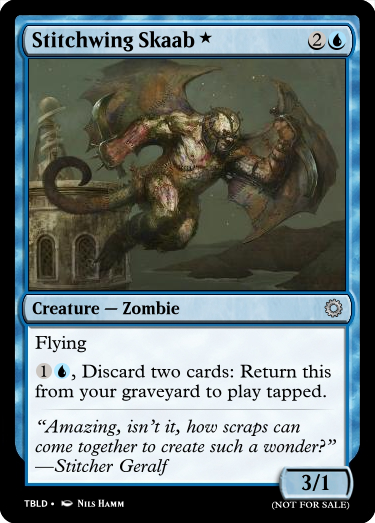 Stitchwing Skaab ★ 2
Creature — Zombie
Flying
1, Discard two cards: Return this
from your graveyard to play tapped.
“Amazing, isn’t it, how scraps can
come together to create such a wonder?”
—Stitcher Geralf
3/1
TBLD • Nils Hamm
(NOT FOR SALE)